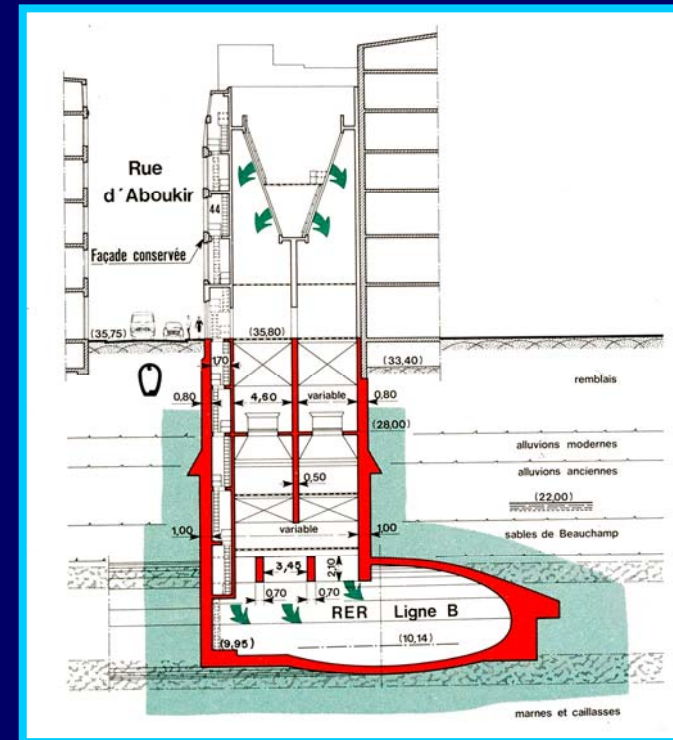 Rue
d'Aboukir
44
Façade conservée
(35,75)
(35,80)
(33,40)
1,70
remblais
0,80
4,60
variable
0,80
(28,00)
alluvions modernes
alluvions anciennes
0,50
(22,00)
1,00
variable
1,00
sables de Beauchamp
3,45
2,10
0,70
0,70
RER Ligne B
(9,95)
(10,14)
marnes et caillasses